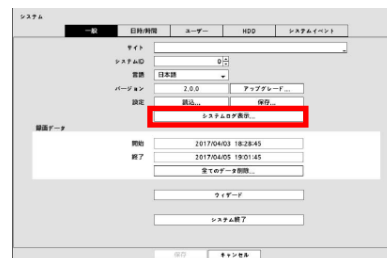 システム
一般 日時/時間 ユーザー HDD システムイベント
サイト
システムID 0
言語 日本語
バージョン 2.0.0 アップグレード...
設定 読込... 保存...
システムログ表示...
録画データ
開始 2017/04/03 18:28:45
終了 2017/04/05 19:01:45
全てのデータ削除...
ウィザード
システム終了
保存 キャンセル